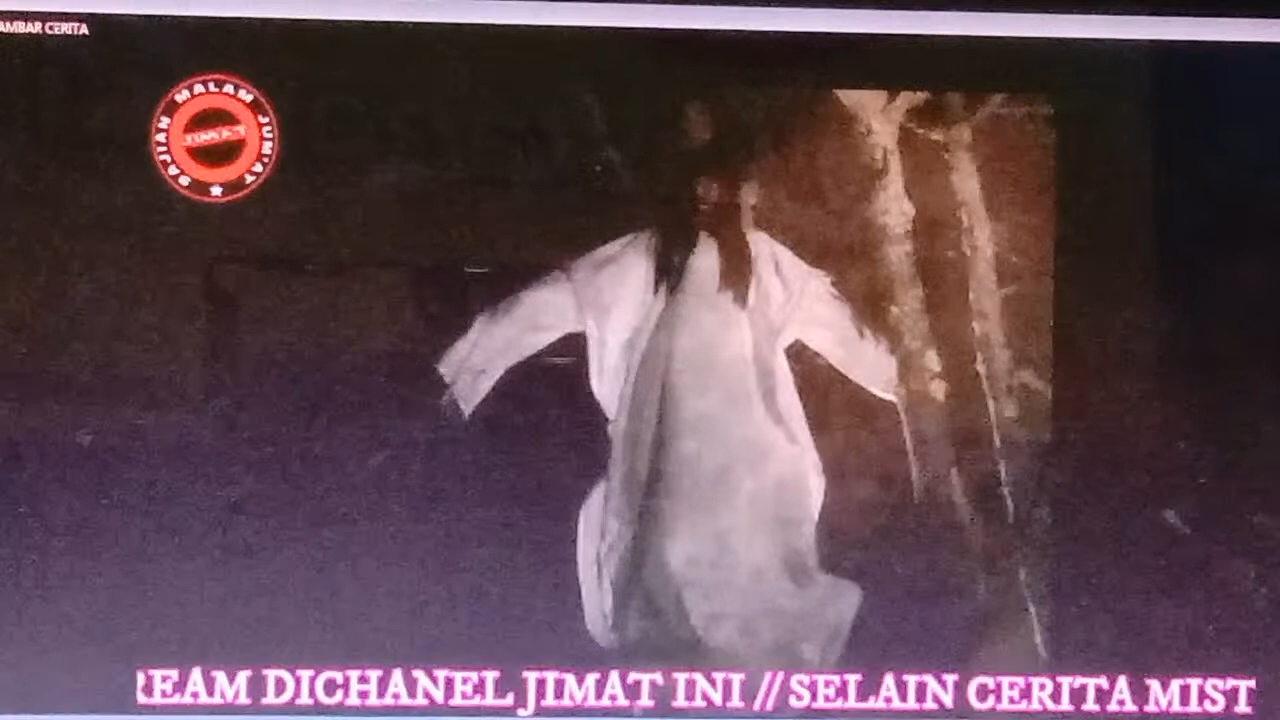 AMBAR CERITA
SAJIAN MALAM JUM'AT
JIMAT
REAM DICHANEL JIMAT INI // SELAIN CERITA MIST